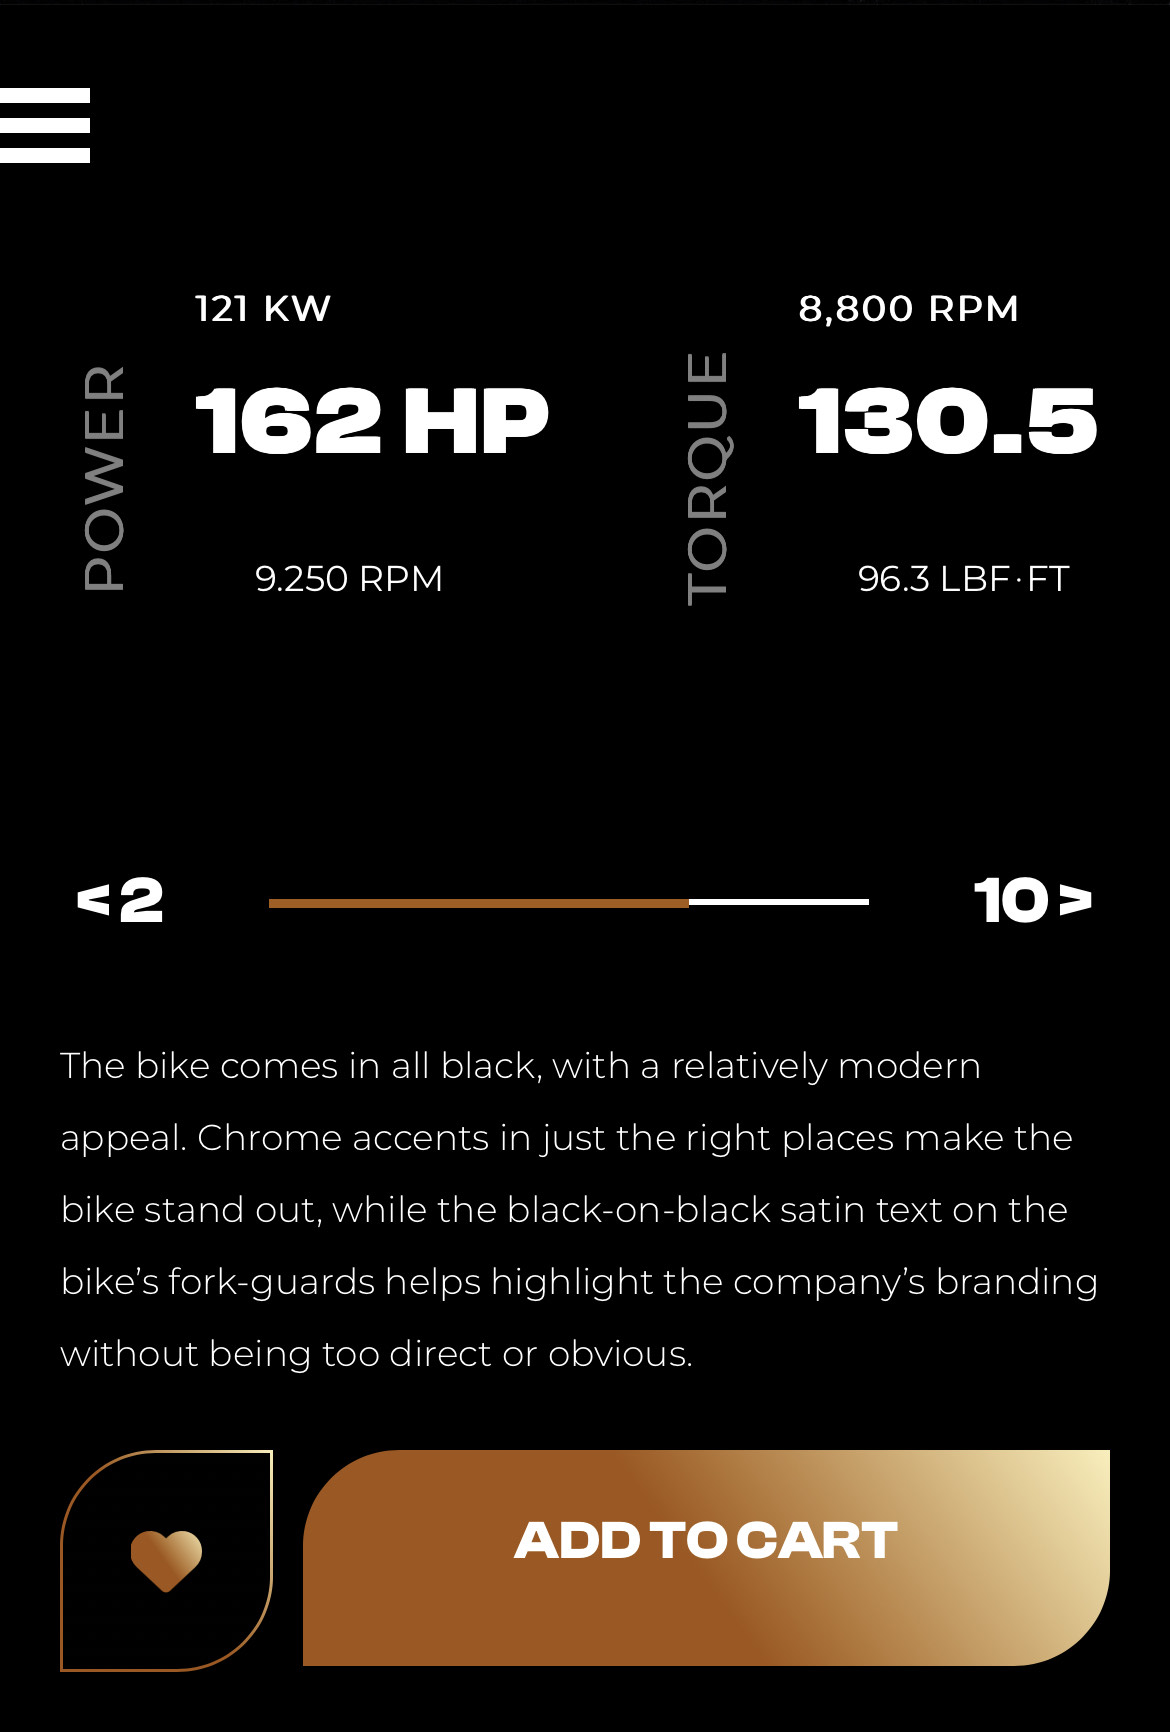 121 KW
POWER
162 HP
9.250 RPM
8,800 RPM
TORQUE
130.5
96.3 LBF·FT
< 2
10 >
The bike comes in all black, with a relatively modern
appeal. Chrome accents in just the right places make the
bike stand out, while the black-on-black satin text on the
bike’s fork-guards helps highlight the company’s branding
without being too direct or obvious.
ADD TO CART